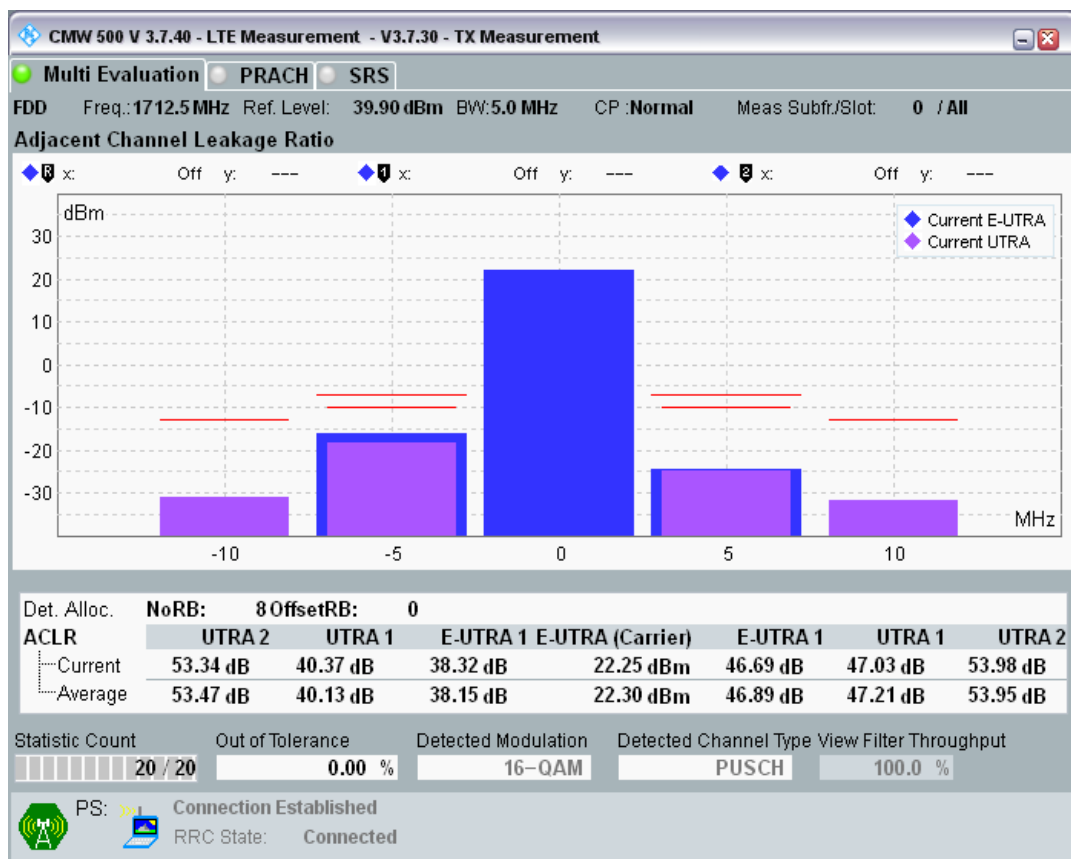 CMW 500 V 3.7.40 - LTE Measurement - V3.7.30 - TX Measurement
Multi Evaluation PRACH SRS
FDD Freq.:1712.5 MHz Ref. Level: 39.90 dBm BW:5.0 MHz CP :Normal Meas Subfr./Slot: 0 / All
Adjacent Channel Leakage Ratio
R x: Off y: --- 1 x: Off y: --- 2 x: Off y: ---
dBm
Current E-UTRA
Current UTRA
30
20
10
0
-10
-20
-30
MHz
-10 -5 0 5 10
Det. Alloc. NoRB: 8 OffsetRB: 0
ACLR UTRA 2 UTRA 1 E-UTRA 1 E-UTRA (Carrier) E-UTRA 1 UTRA 1 UTRA 2
Current 53.34 dB 40.37 dB 38.32 dB 22.25 dBm 46.69 dB 47.03 dB 53.98 dB
Average 53.47 dB 40.13 dB 38.15 dB 22.30 dBm 46.89 dB 47.21 dB 53.95 dB
Statistic Count Out of Tolerance Detected Modulation Detected Channel Type View Filter Throughput
20 / 20 0.00 % 16-QAM PUSCH 100.0 %
PS: Connection Established
RRC State: Connected